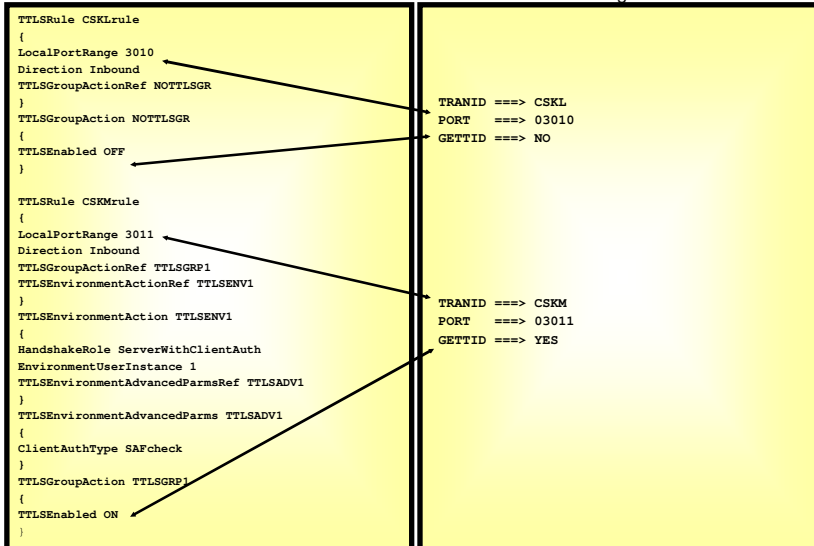 TTLSRule CSKLrule
{
LocalPortRange 3010
Direction Inbound
TTLSGroupActionRef NOTTLSGR
}
TTLSGroupAction NOTTLSGR
{
TTLSEnabled OFF
}
TTLSRule CSKMrule
{
LocalPortRange 3011
Direction Inbound
TTLSGroupActionRef TTLSGRP1
TTLSEnvironmentActionRef TTLSENV1
}
TTLSEnvironmentAction TTLSENV1
{
HandshakeRole ServerWithClientAuth
EnvironmentUserInstance 1
TTLSEnvironmentAdvancedParmsRef TTLSADV1
}
TTLSEnvironmentAdvancedParms TTLSADV1
{
ClientAuthType SAFcheck
}
TTLSGroupAction TTLSGRP1
{
TTLSEnabled ON
}
TRANID ===> CSKL
PORT ===> 03010
GETTID ===> NO
TRANID ===> CSKM
PORT ===> 03011
GETTID ===> YES